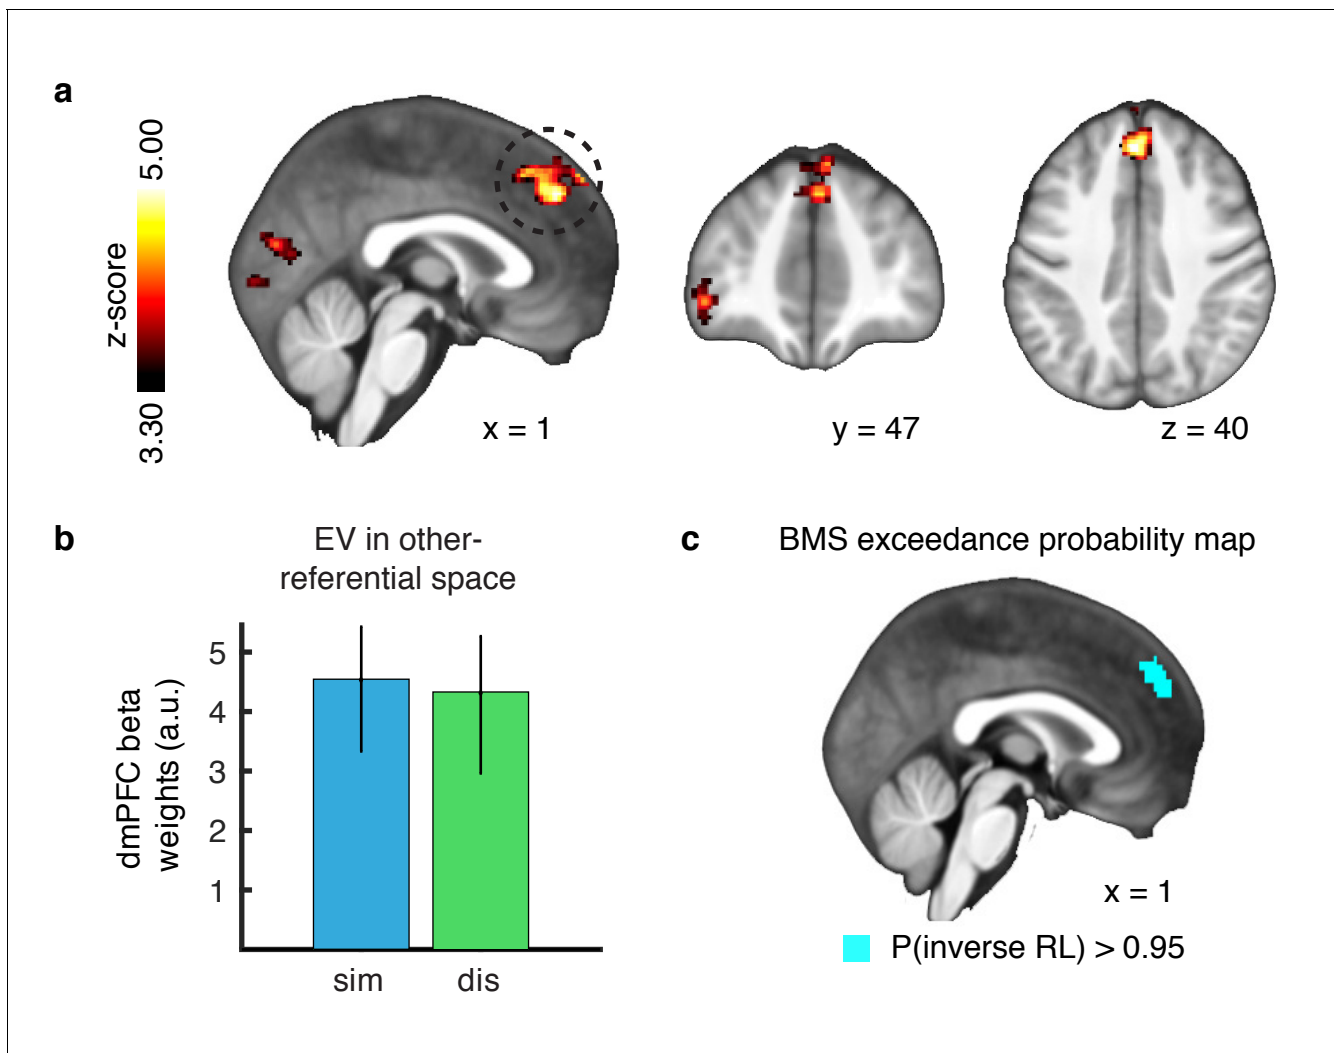 a
5.00
z-score
3.30
x = 1
y = 47
z = 40
b
EV in other-
referential space
dmPFC beta
weights (a.u.)
5
4
3
2
1
sim
dis
c
BMS exceedance probability map
x = 1
P(inverse RL) > 0.95